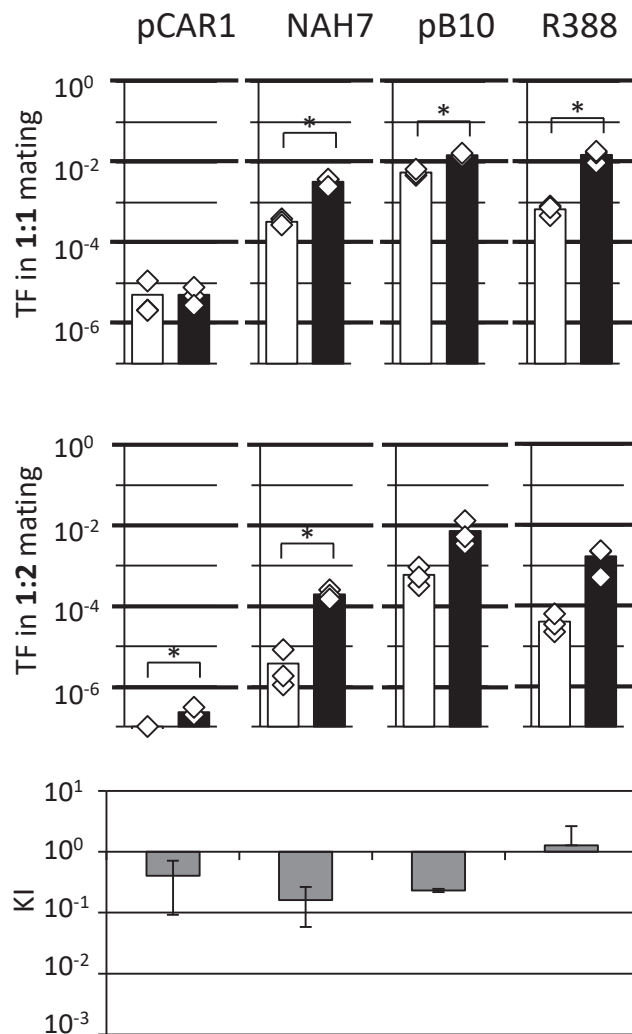 pCAR1 NAH7 pB10 R388
TF in 1:1 mating
10⁰
10⁻²
10⁻⁴
10⁻⁶
* * *
TF in 1:2 mating
10⁰
10⁻²
10⁻⁴
10⁻⁶
* *
KI
10¹
10⁰
10⁻¹
10⁻²
10⁻³